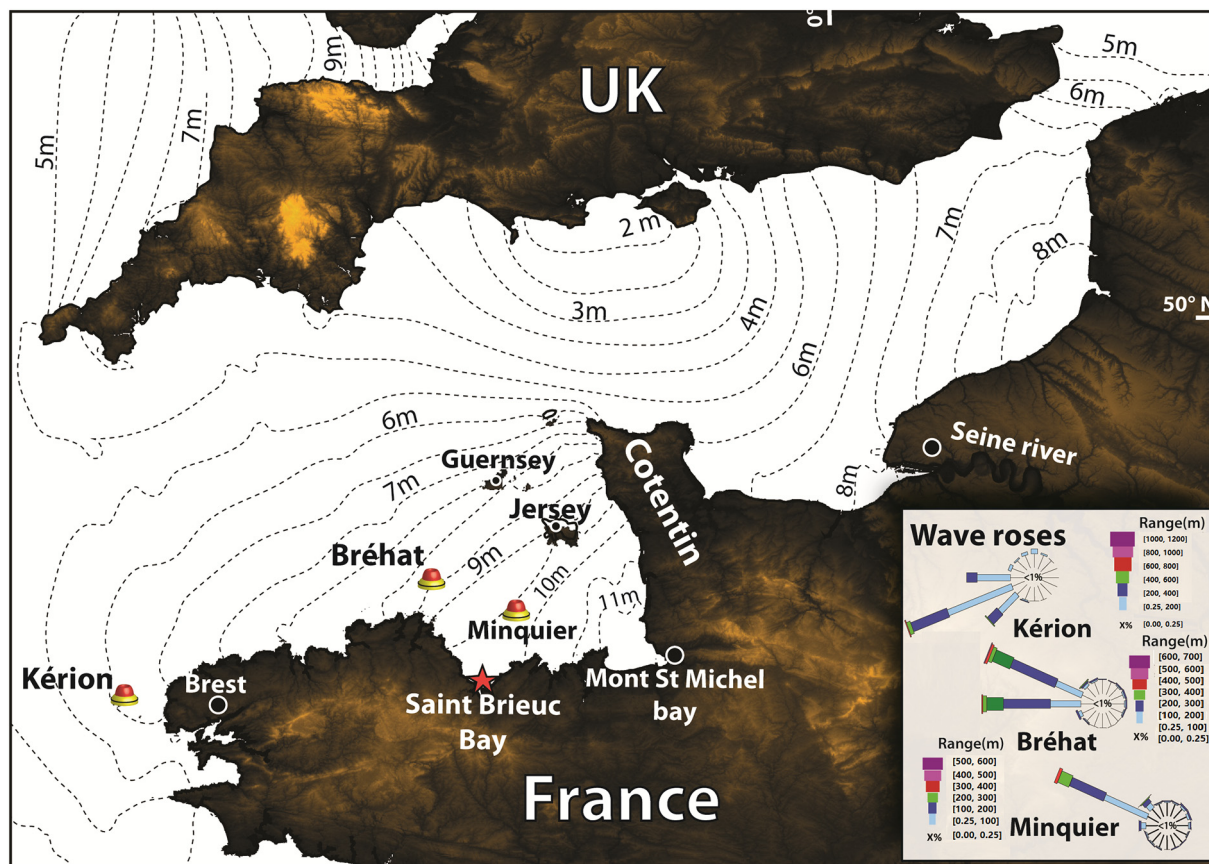 0°
5m
9m
UK
6m
7m
5m
7m
2 m
8m
3m
4m
50° N
6m
6m
Seine river
Guernsey
Cotentin
7m
8m
Jersey
Bréhat
9m
10m
11m
Minquier
Kérion
Brest
Saint Brieuc
Bay
Mont St Michel
bay
France
Wave roses
Range(m)
[1000, 1200]
[800, 1000]
[600, 800]
[400, 600]
[200, 400]
[0.25, 200]
X% [0.00, 0.25]
<1%
Kérion
Range(m)
[600, 700]
[500, 600]
[400, 500]
[300, 400]
[200, 300]
[100, 200]
[0.25, 100]
X% [0.00, 0.25]
<1%
Bréhat
Range(m)
[500, 600]
[400, 500]
[300, 400]
[200, 300]
[100, 200]
[0.25, 100]
X% [0.00, 0.25]
<1%
Minquier